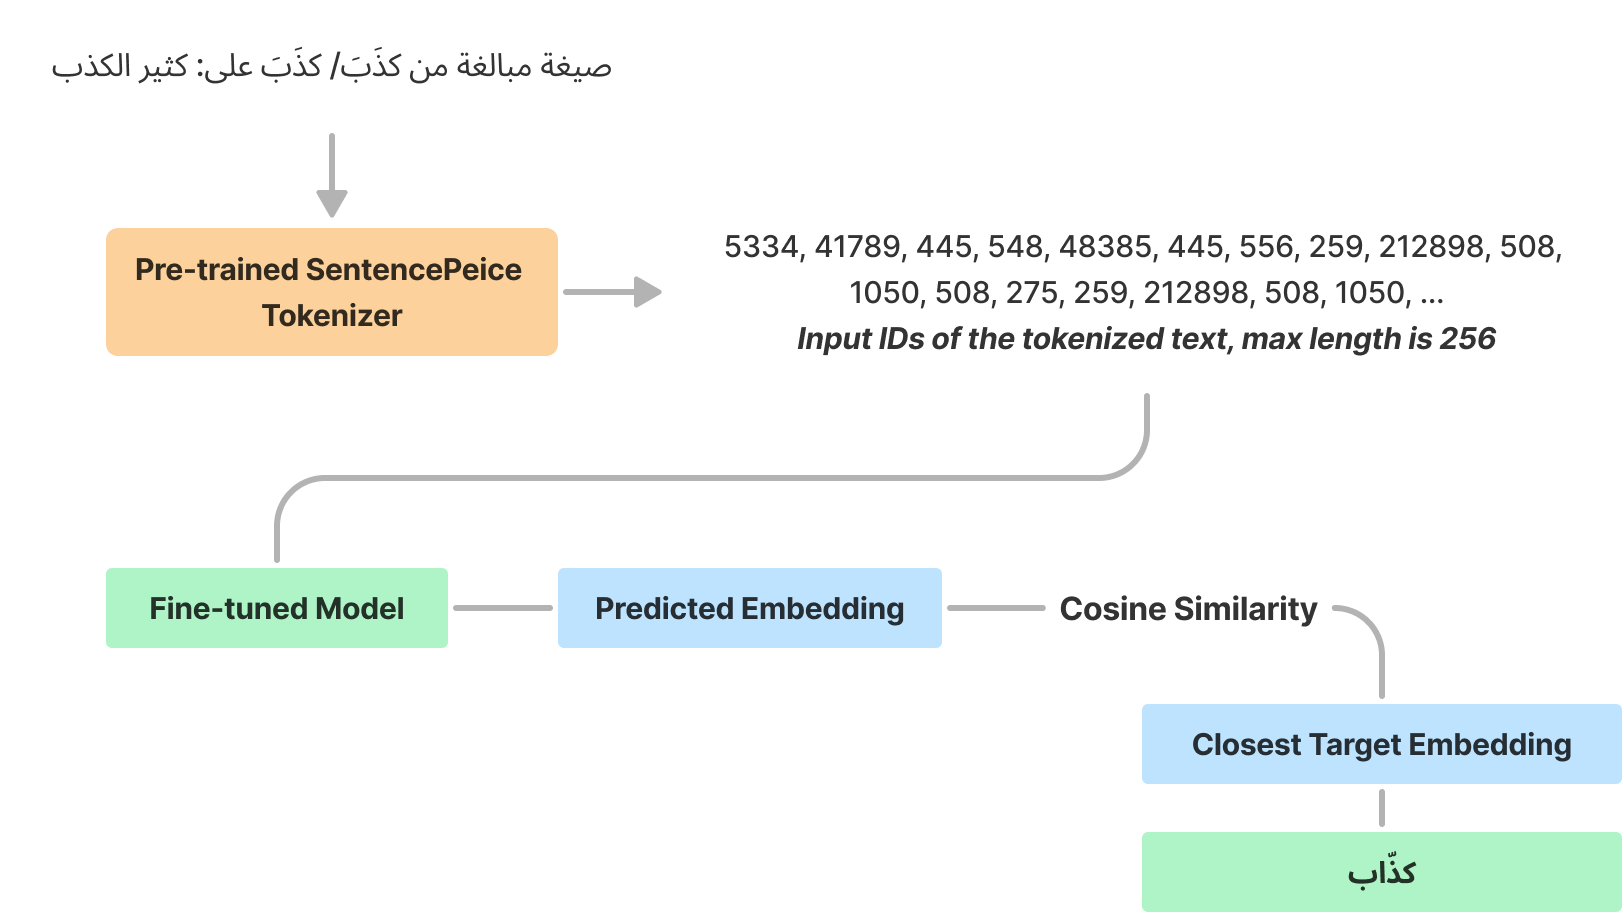 صيغة مبالغة من كذَبَ/ كذَبَ على: كثير الكذب
Pre-trained SentencePeice
Tokenizer
5334, 41789, 445, 548, 48385, 445, 556, 259, 212898, 508,
1050, 508, 275, 259, 212898, 508, 1050, ...
Input IDs of the tokenized text, max length is 256
Fine-tuned Model
Predicted Embedding
Cosine Similarity
Closest Target Embedding
كذّاب